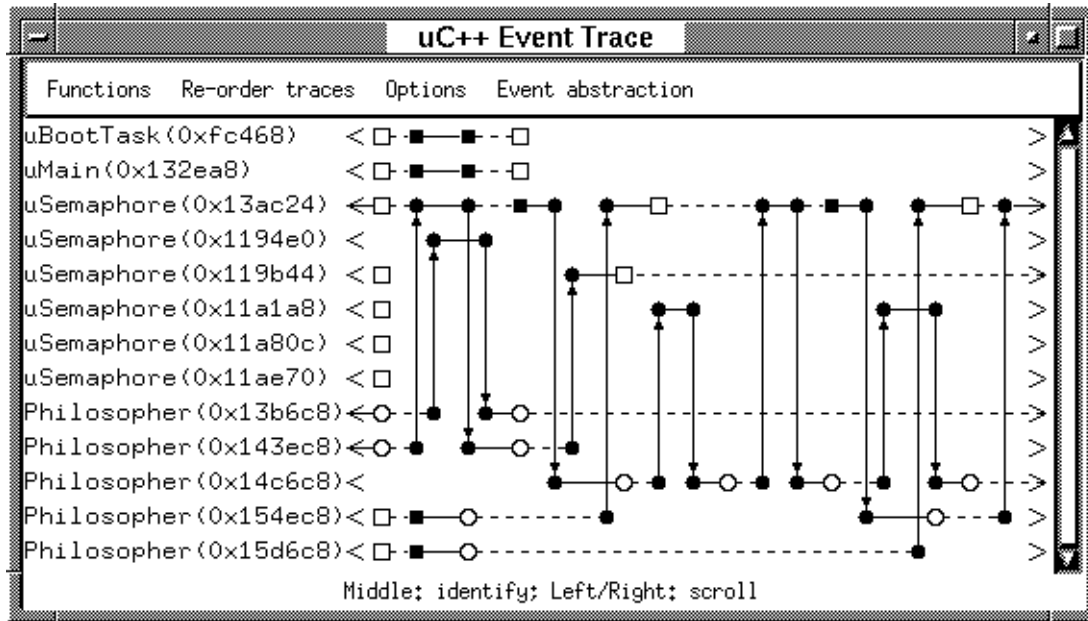 uC++ Event Trace
Functions Re-order traces Options Event abstraction
uBootTask(0xfc468)
uMain(0x132ea8)
uSemaphore(0x13ac24)
uSemaphore(0x1194e0)
uSemaphore(0x119b44)
uSemaphore(0x11a1a8)
uSemaphore(0x11a80c)
uSemaphore(0x11ae70)
Philosopher(0x13b6c8)
Philosopher(0x143ec8)
Philosopher(0x14c6c8)
Philosopher(0x154ec8)
Philosopher(0x15d6c8)
Middle: identify; Left/Right: scroll